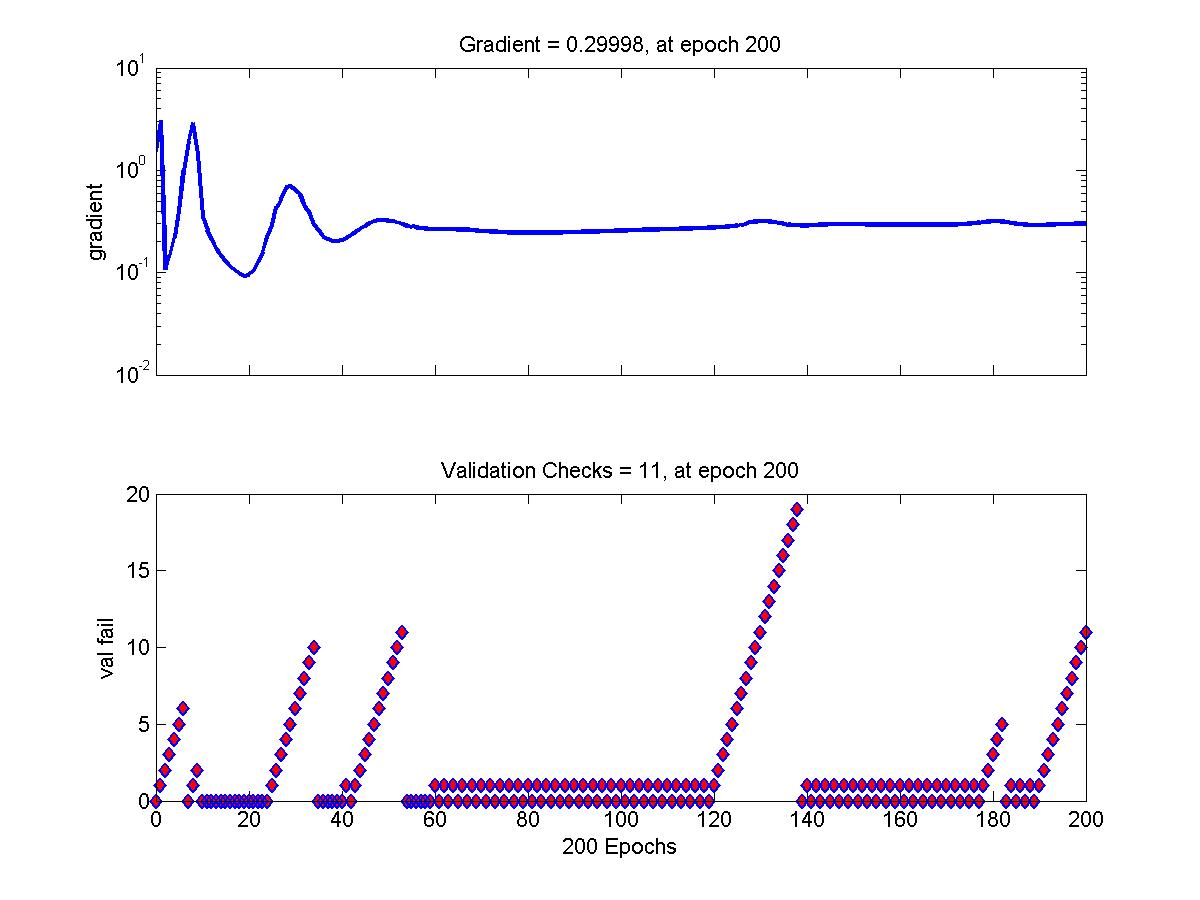 Gradient = 0.29998, at epoch 200
10^1
10^0
10^-1
10^-2
gradient
Validation Checks = 11, at epoch 200
20
15
10
5
0
val fail
0 20 40 60 80 100 120 140 160 180 200
200 Epochs